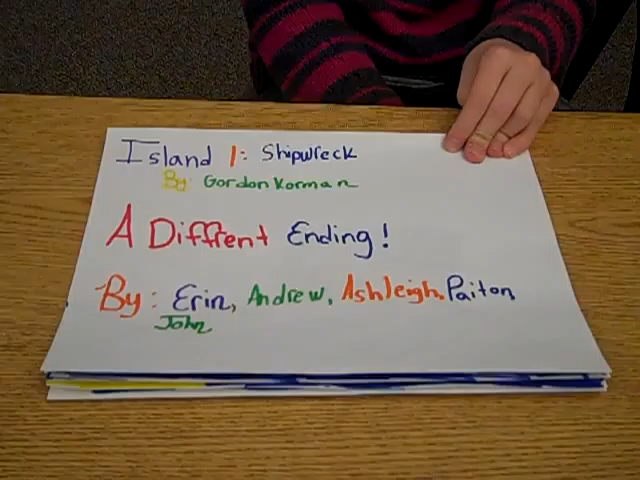 Island 1: Shipwreck
By: Gordon Korman
A Diffrent Ending!
By: Erin, Andrew, Ashleigh, Paiton,
John